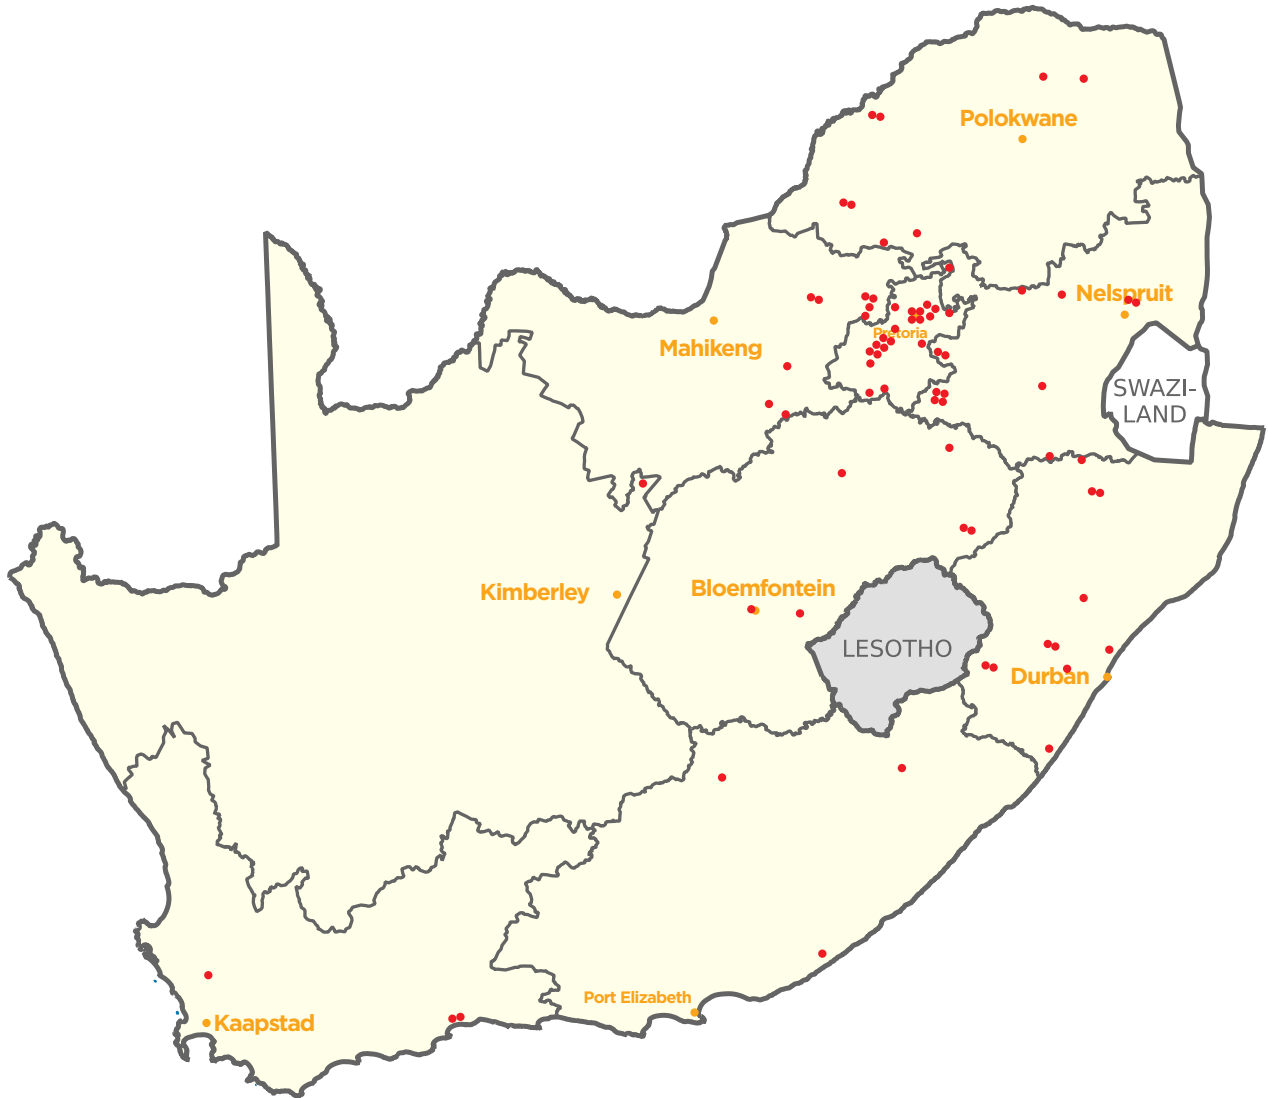 Polokwane
Nelspruit
Pretoria
Mahikeng
SWAZI-
LAND
Kimberley
Bloemfontein
LESOTHO
Durban
Port Elizabeth
Kaapstad